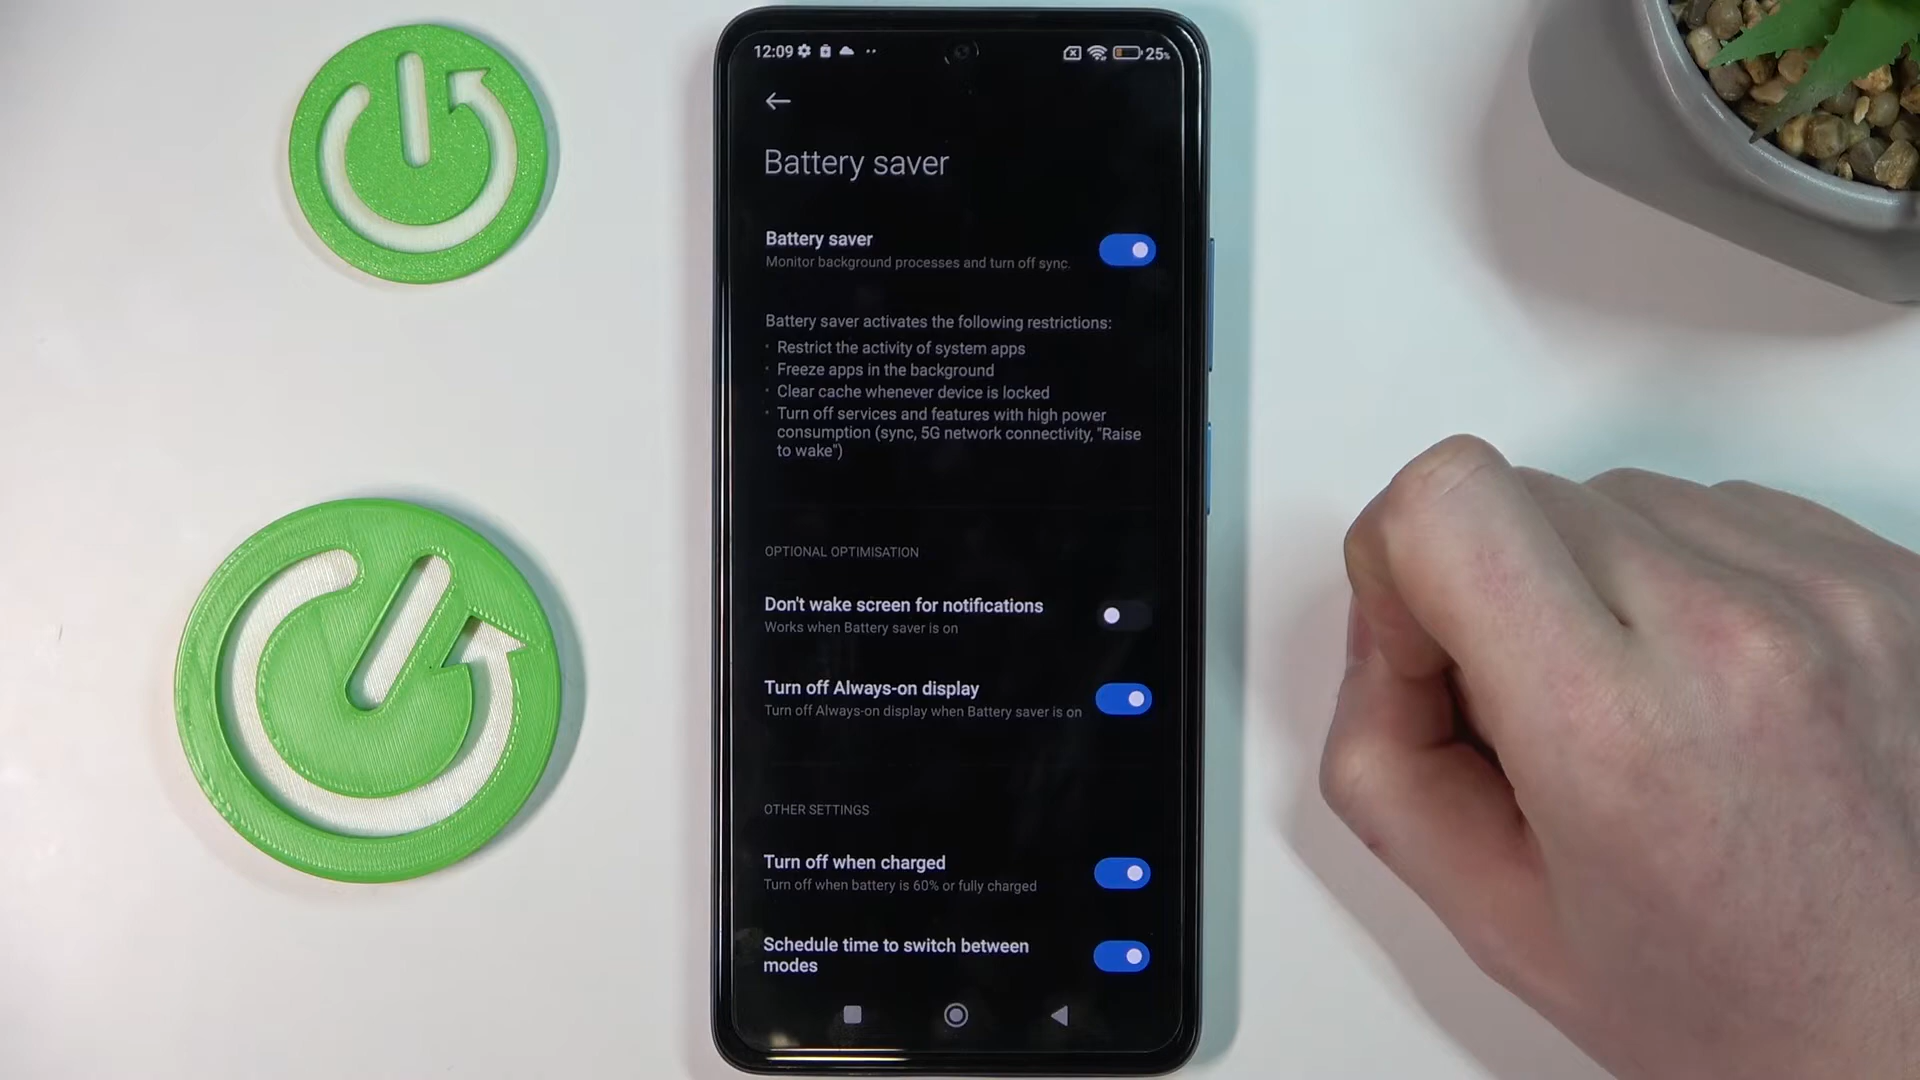 12:09 25%
Battery saver
Battery saver
Monitor background processes and turn off sync.
Battery saver activates the following restrictions:
· Restrict the activity of system apps
· Freeze apps in the background
· Clear cache whenever device is locked
· Turn off services and features with high power
consumption (sync, 5G network connectivity, "Raise
to wake")
OPTIONAL OPTIMISATION
Don't wake screen for notifications
Works when Battery saver is on
Turn off Always-on display
Turn off Always-on display when Battery saver is on
OTHER SETTINGS
Turn off when charged
Turn off when battery is 60% or fully charged
Schedule time to switch between
modes